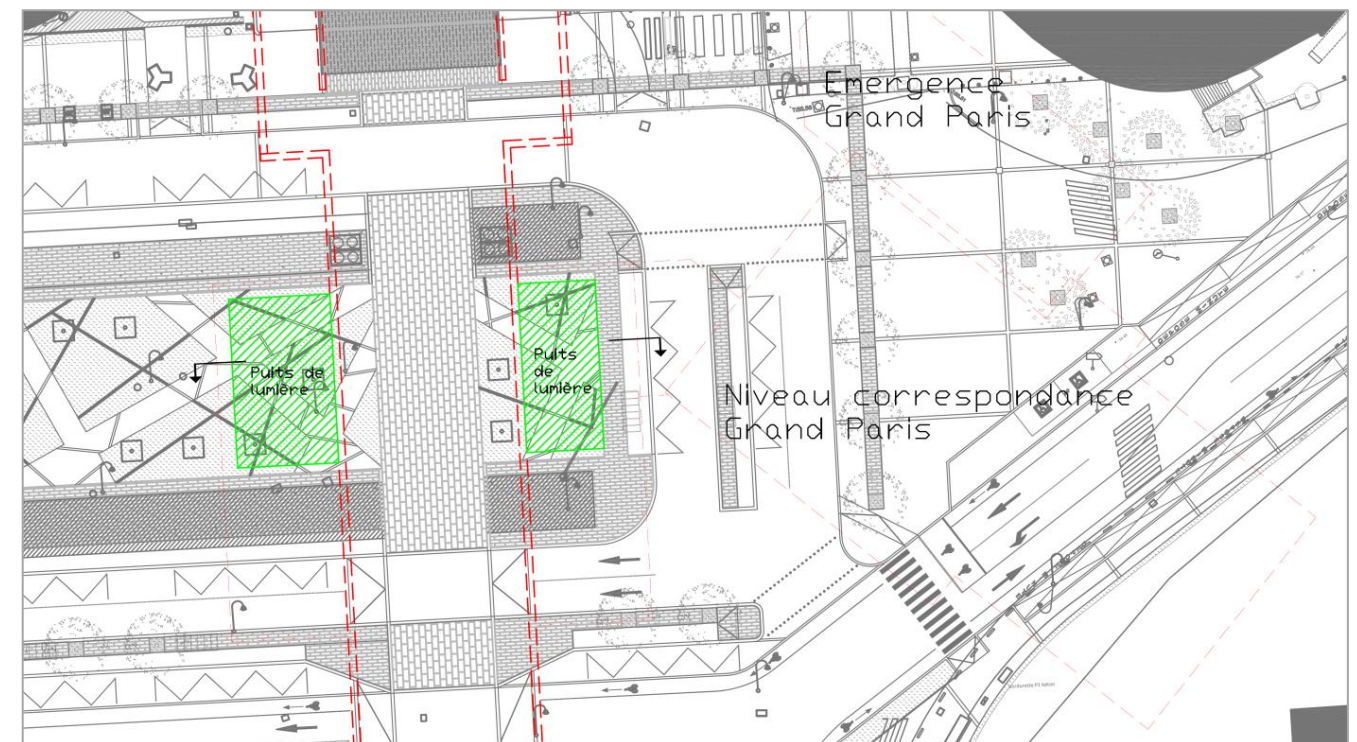 Emergence
Grand Paris
Puits de
lumière
Puits
de
lumière
Niveau correspondance
Grand Paris